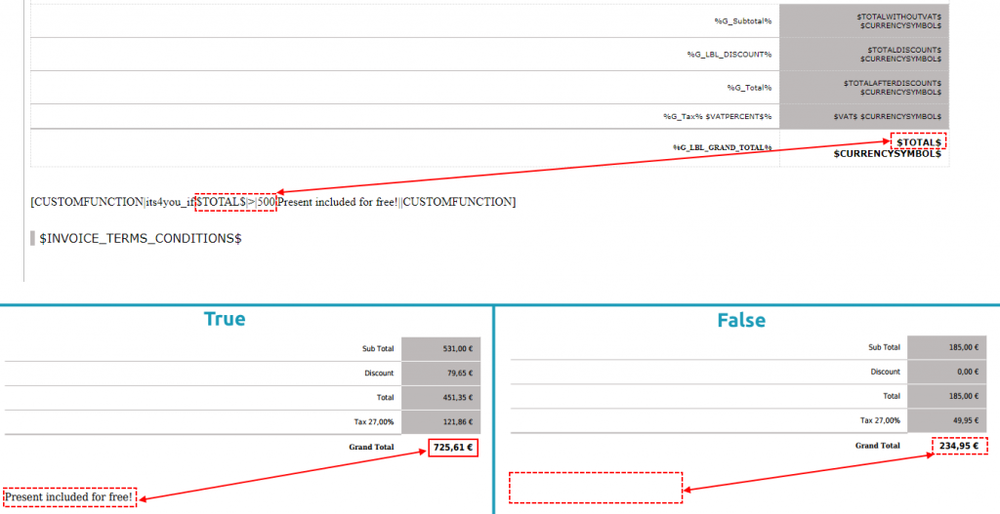 %G_Subtotal% $TOTALWITHOUTVAT$
$CURRENCYSYMBOL$
%G_LBL_DISCOUNT% $TOTALDISCOUNT$
$CURRENCYSYMBOL$
%G_Total% $TOTALAFTERDISCOUNT$
$CURRENCYSYMBOL$
%G_Tax% $VATPERCENT$% $VAT$ $CURRENCYSYMBOL$
%G_LBL_GRAND_TOTAL% $TOTAL$
$CURRENCYSYMBOL$
[CUSTOMFUNCTION|its4you_if|$TOTAL$|>|500|Present included for free!||CUSTOMFUNCTION]
$INVOICE_TERMS_CONDITIONS$
True
Sub Total 531,00 €
Discount 79,65 €
Total 451,35 €
Tax 27,00% 121,86 €
Grand Total 725,61 €
Present included for free!
False
Sub Total 185,00 €
Discount 0,00 €
Total 185,00 €
Tax 27,00% 49,95 €
Grand Total 234,95 €